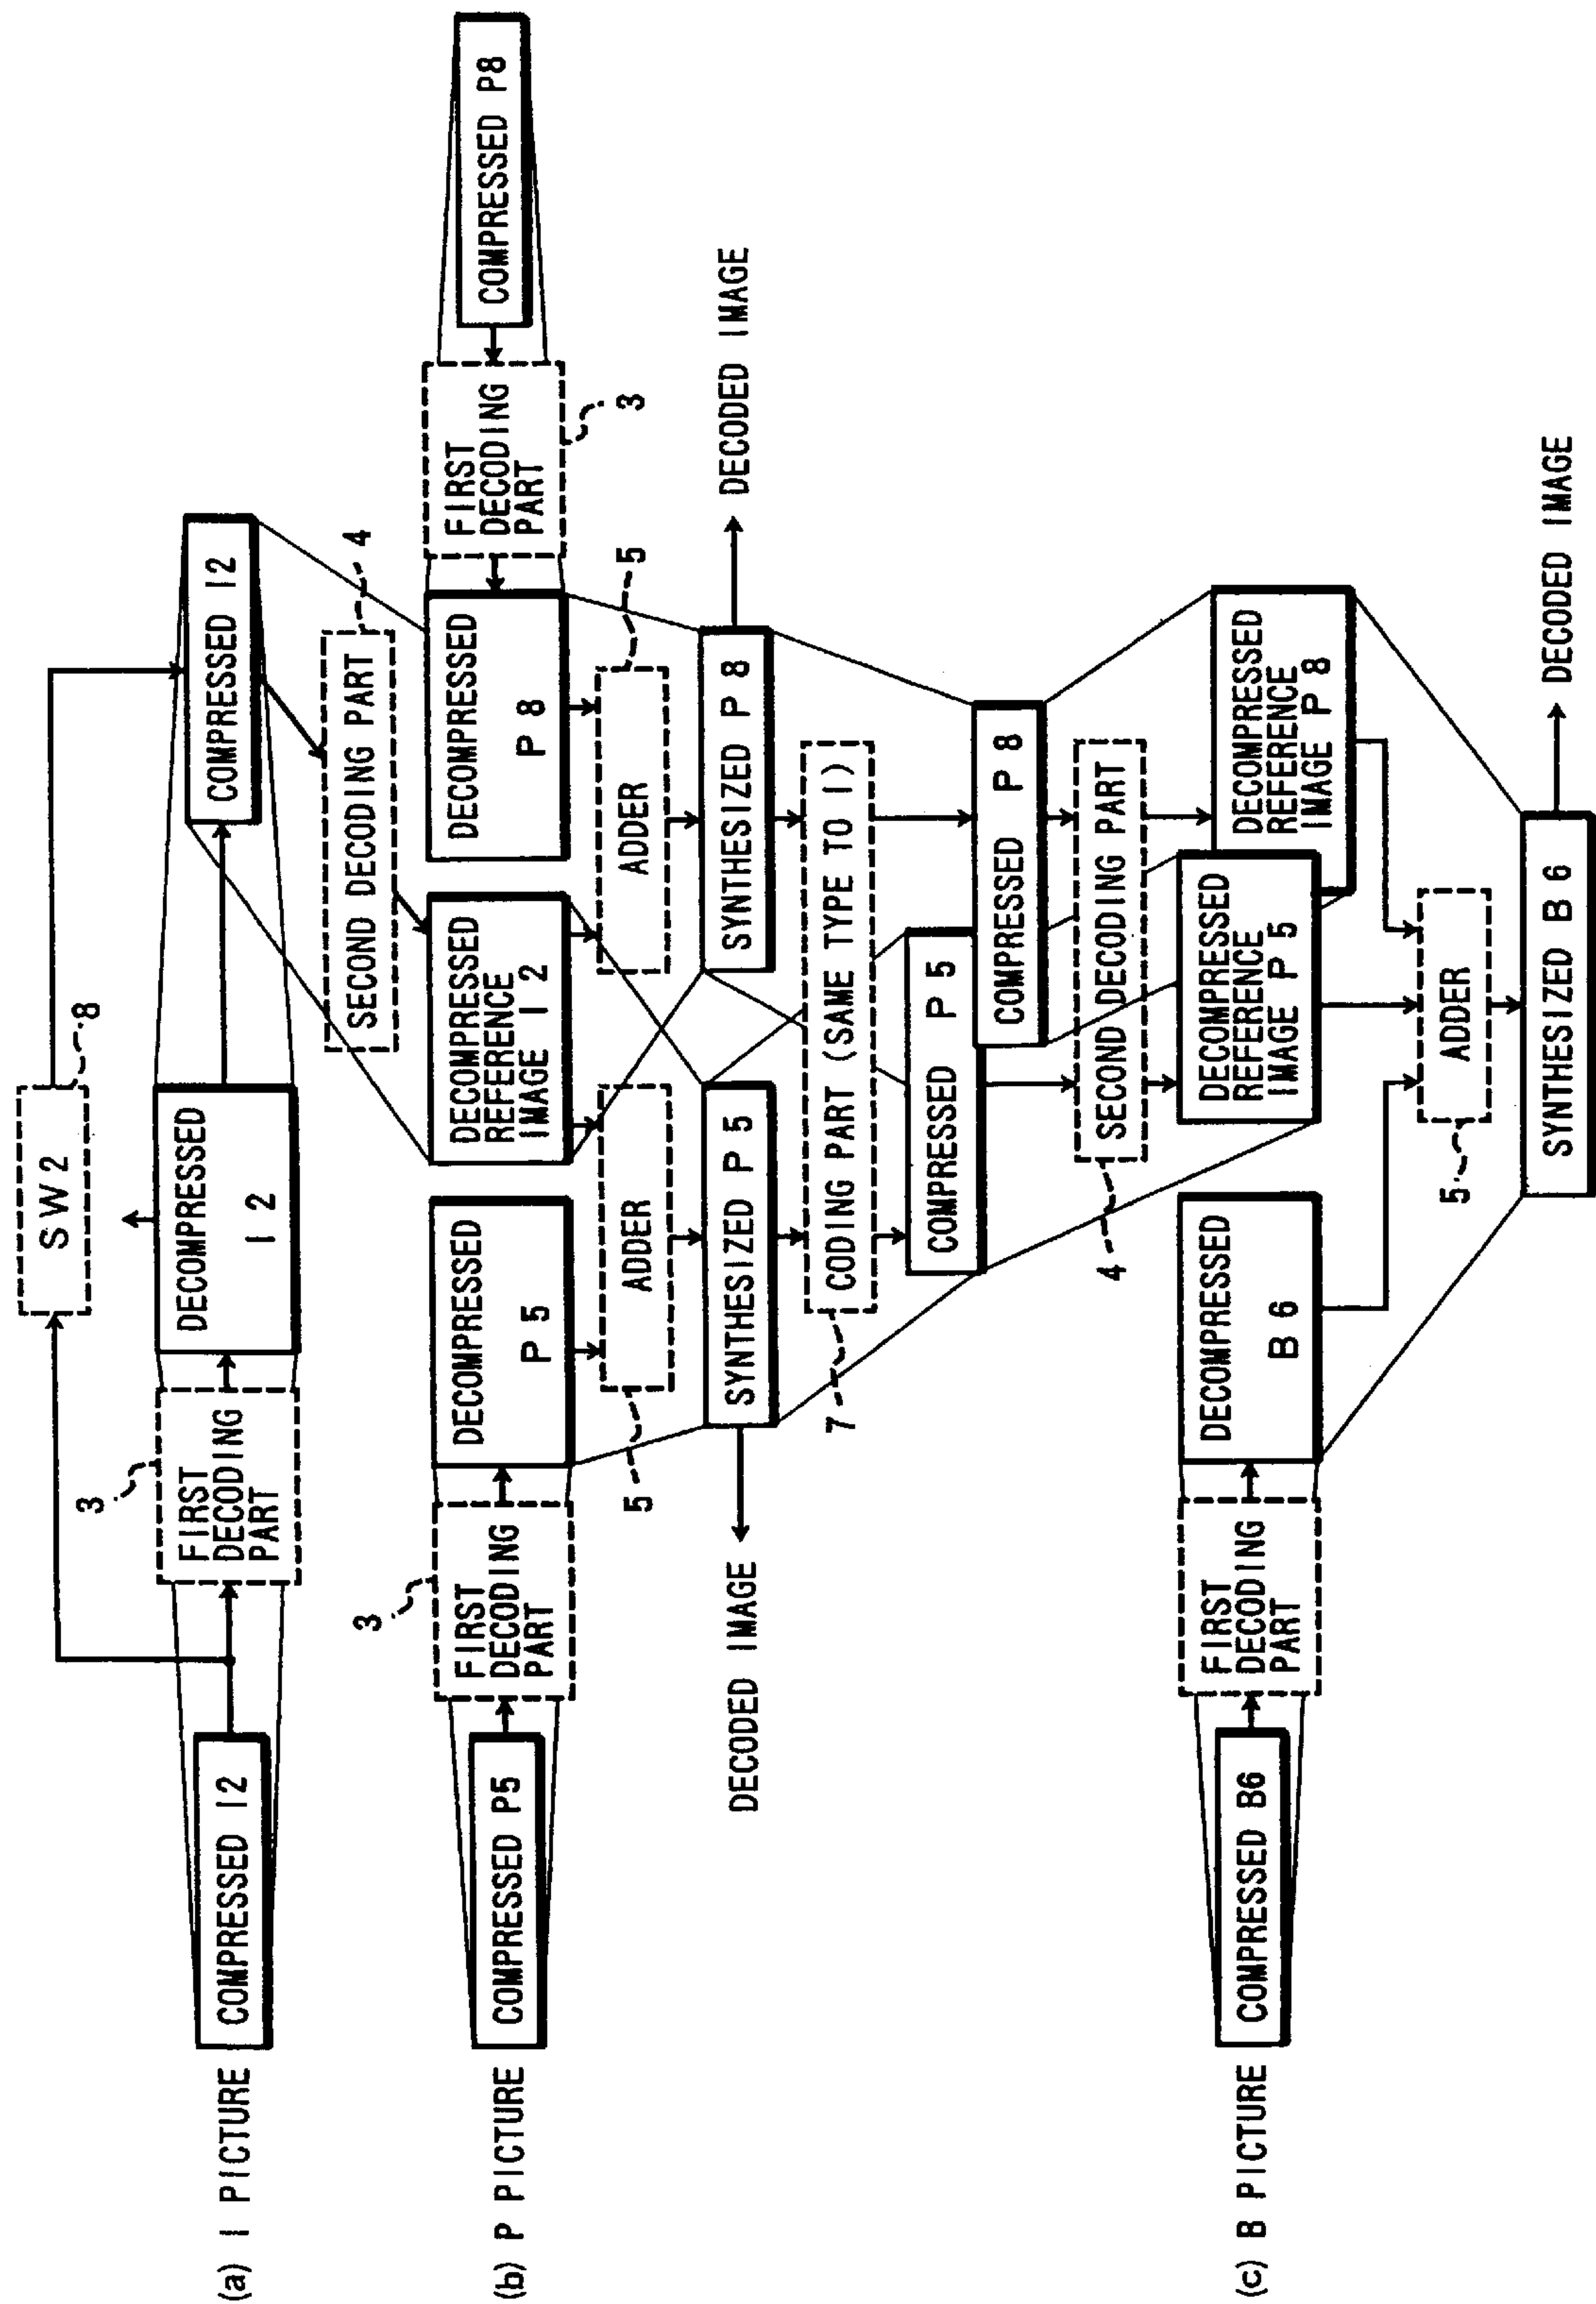 SW2
8
3
(a) I PICTURE
COMPRESSED I2
FIRST
DECODING
PART
DECOMPRESSED
I 2
COMPRESSED I2
SECOND DECODING PART
4
3
(b) P PICTURE
COMPRESSED P5
FIRST
DECODING
PART
DECOMPRESSED
P 5
DECOMPRESSED
REFERENCE
IMAGE I 2
DECOMPRESSED
P 8
FIRST
DECODING
PART
COMPRESSED P8
3
5
ADDER
ADDER
5
DECODED IMAGE
SYNTHESIZED P 5
SYNTHESIZED P 8
DECODED IMAGE
7
CODING PART (SAME TYPE TO I)
COMPRESSED P 5
COMPRESSED P 8
4
SECOND DECODING PART
(c) B PICTURE
COMPRESSED B6
FIRST
DECODING
PART
DECOMPRESSED
B 6
DECOMPRESSED
REFERENCE
IMAGE P 5
DECOMPRESSED
REFERENCE
IMAGE P 8
5
ADDER
SYNTHESIZED B 6
DECODED IMAGE